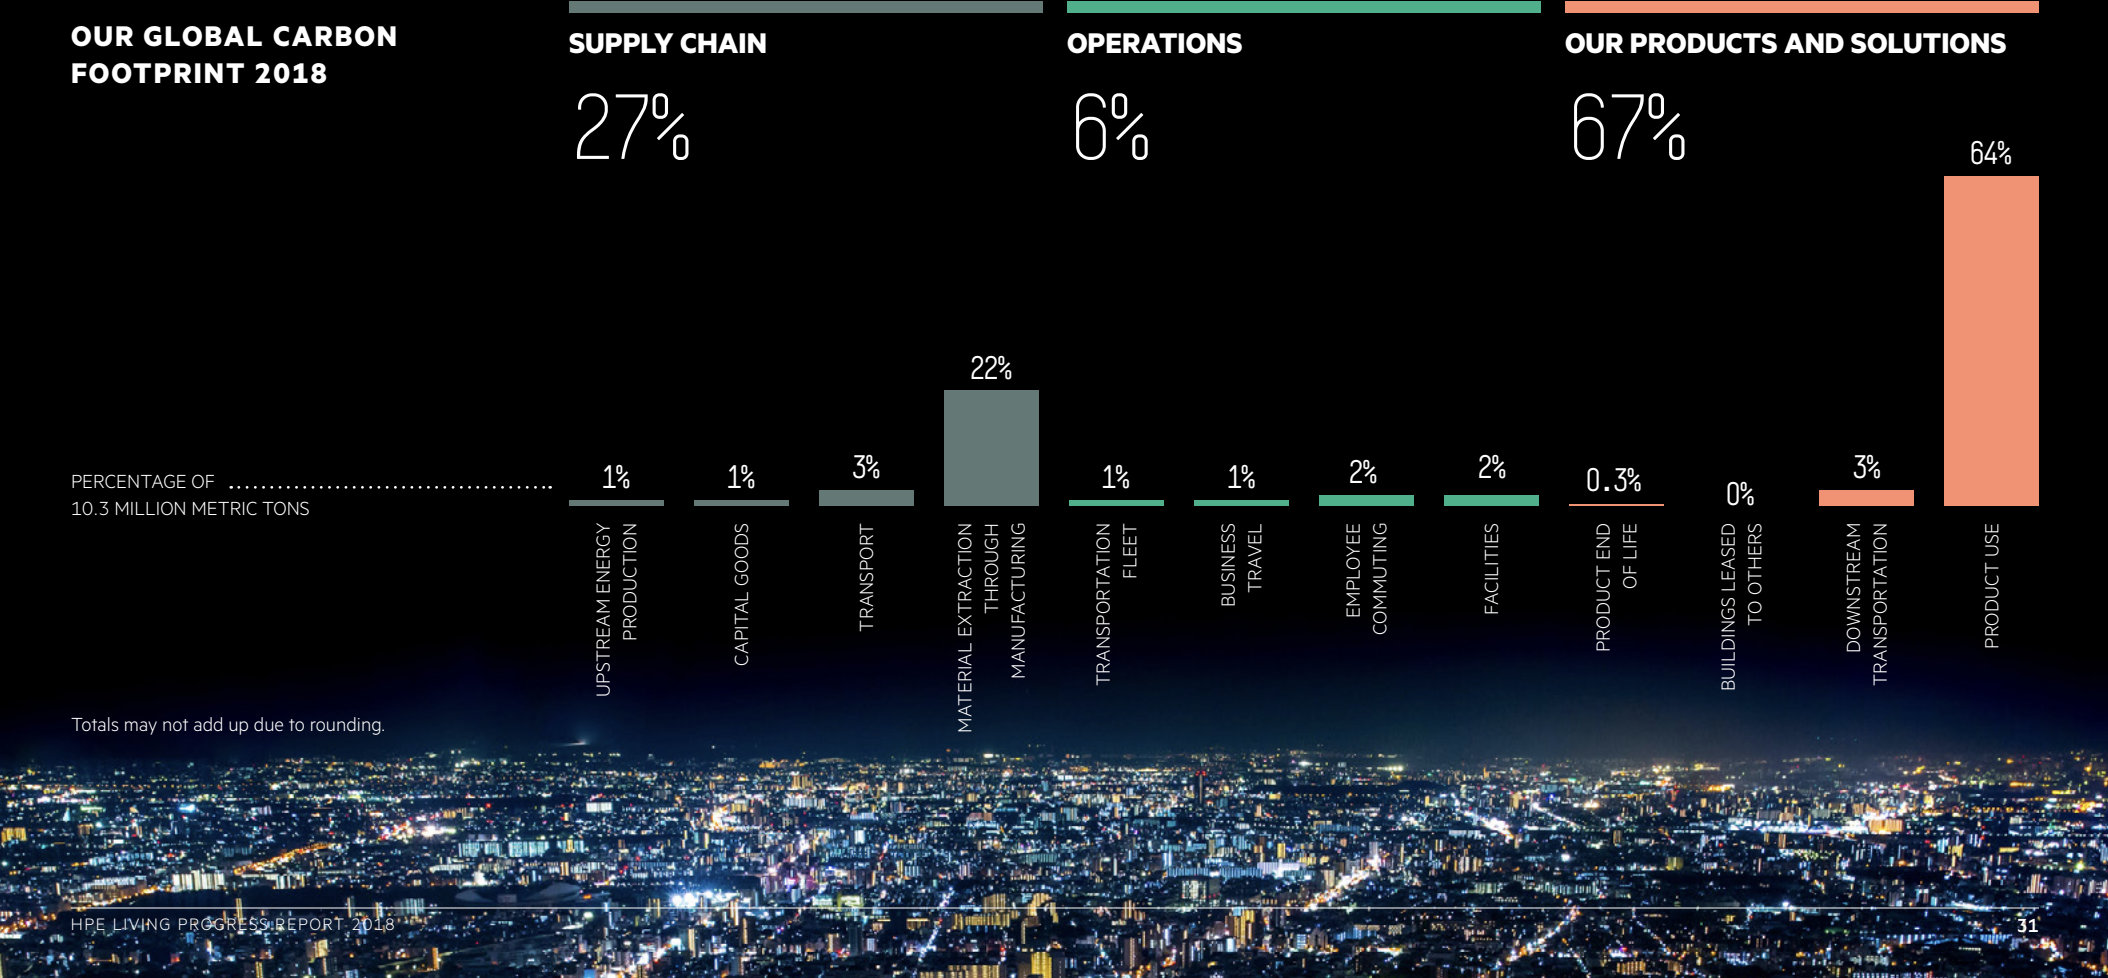 OUR GLOBAL CARBON
FOOTPRINT 2018
SUPPLY CHAIN
27%
OPERATIONS
6%
OUR PRODUCTS AND SOLUTIONS
67%
PERCENTAGE OF
10.3 MILLION METRIC TONS
1%
UPSTREAM ENERGY
PRODUCTION
1%
CAPITAL GOODS
3%
TRANSPORT
22%
MATERIAL EXTRACTION
THROUGH
MANUFACTURING
1%
TRANSPORTATION
FLEET
1%
BUSINESS
TRAVEL
2%
EMPLOYEE
COMMUTING
2%
FACILITIES
0.3%
PRODUCT END
OF LIFE
0%
BUILDINGS LEASED
TO OTHERS
3%
DOWNSTREAM
TRANSPORTATION
64%
PRODUCT USE
Totals may not add up due to rounding.
HPE LIVING PROGRESS REPORT 2018
31